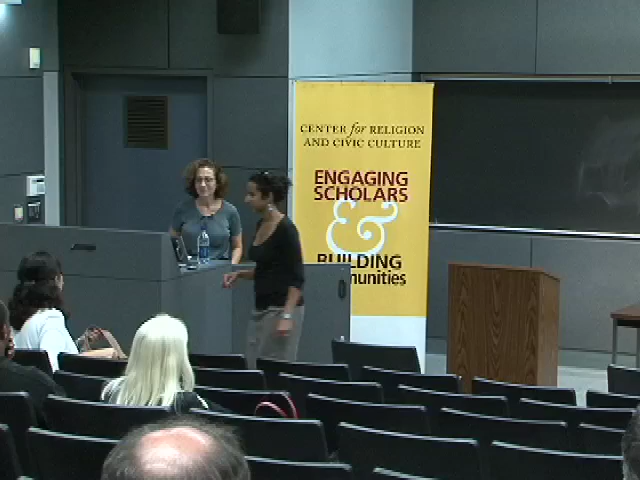 CENTER for RELIGION
AND CIVIC CULTURE
ENGAGING
SCHOLARS
&
BUILDING
munities